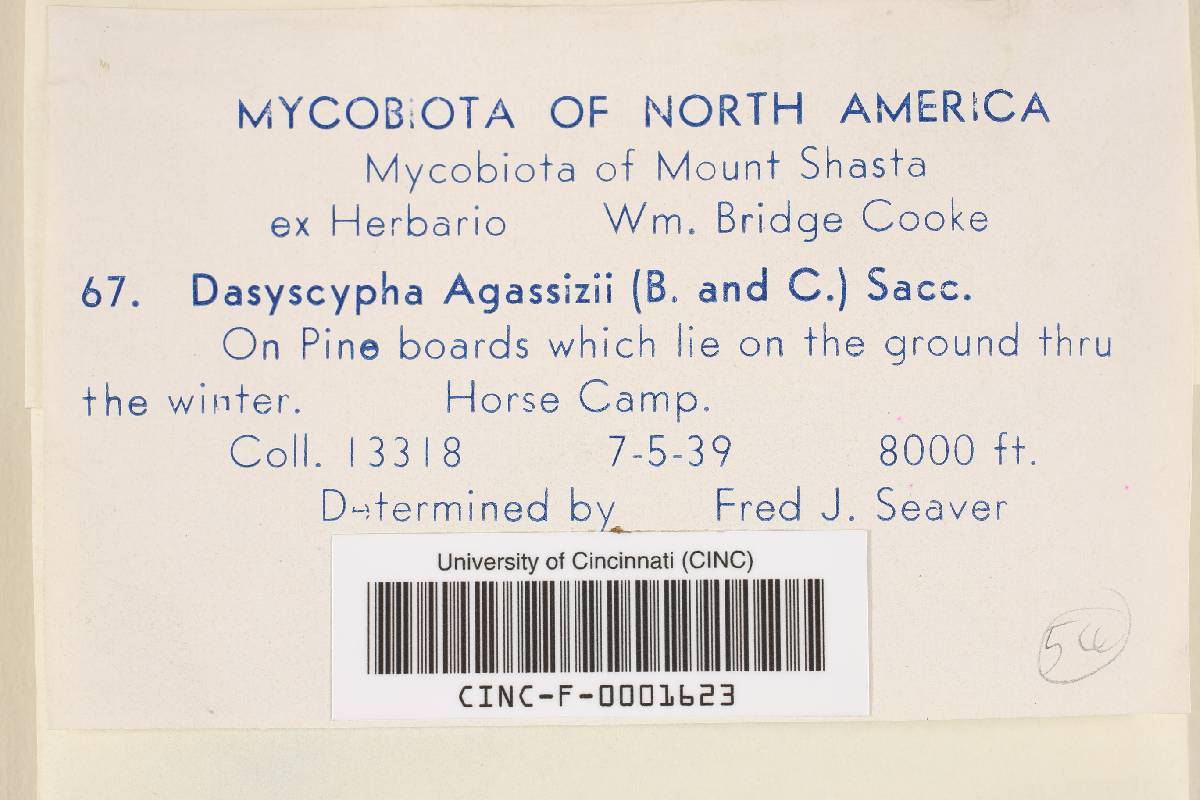 MYCOBIOTA OF NORTH AMERICA
Mycobiota of Mount Shasta
ex Herbario Wm. Bridge Cooke
67. Dasyscypha Agassizii (B. and C.) Sacc.
On Pine boards which lie on the ground thru
the winter. Horse Camp.
Coll. 13318 7-5-39 8000 ft.
Determined by Fred J. Seaver
University of Cincinnati (CINC)
CINC-F-0001623